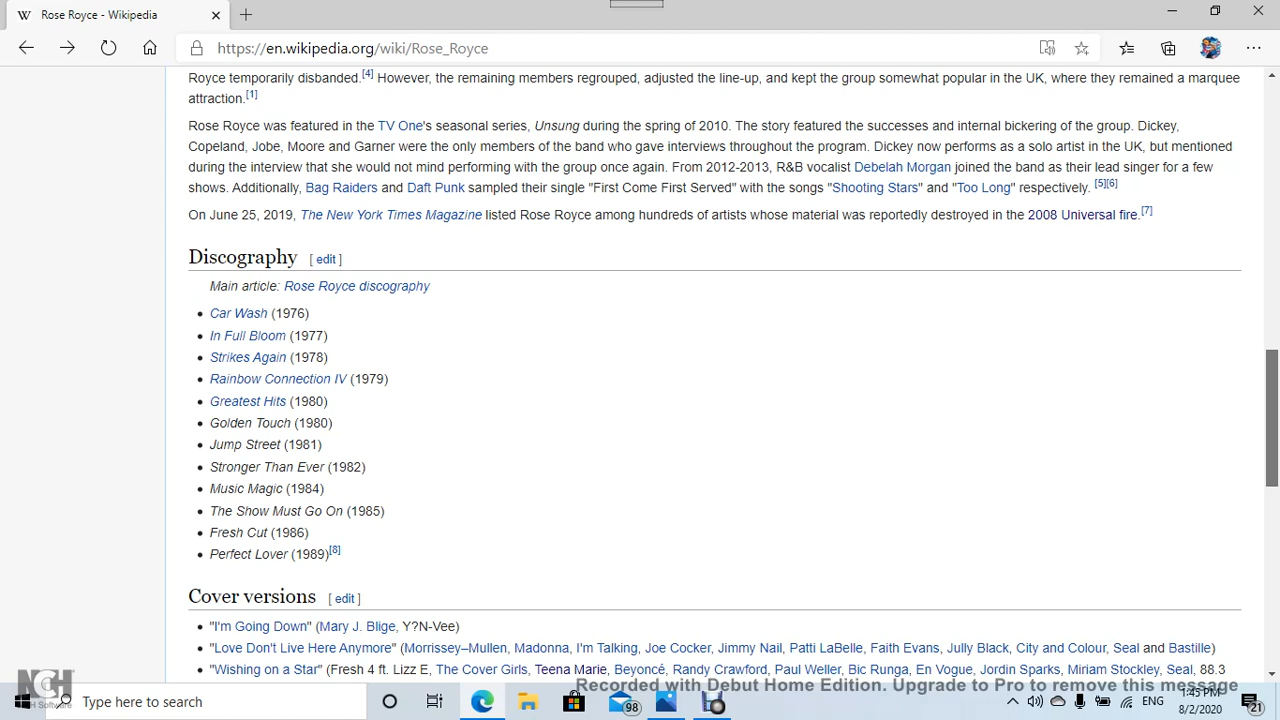 Rose Royce - Wikipedia
https://en.wikipedia.org/wiki/Rose_Royce
Royce temporarily disbanded.[4] However, the remaining members regrouped, adjusted the line-up, and kept the group somewhat popular in the UK, where they remained a marquee
attraction.[1]
Rose Royce was featured in the TV One's seasonal series, Unsung during the spring of 2010. The story featured the successes and internal bickering of the group. Dickey,
Copeland, Jobe, Moore and Garner were the only members of the band who gave interviews throughout the program. Dickey now performs as a solo artist in the UK, but mentioned
during the interview that she would not mind performing with the group once again. From 2012-2013, R&B vocalist Debelah Morgan joined the band as their lead singer for a few
shows. Additionally, Bag Raiders and Daft Punk sampled their single "First Come First Served" with the songs "Shooting Stars" and "Too Long" respectively. [5][6]
On June 25, 2019, The New York Times Magazine listed Rose Royce among hundreds of artists whose material was reportedly destroyed in the 2008 Universal fire.[7]
Discography [ edit ]
Main article: Rose Royce discography
• Car Wash (1976)
• In Full Bloom (1977)
• Strikes Again (1978)
• Rainbow Connection IV (1979)
• Greatest Hits (1980)
• Golden Touch (1980)
• Jump Street (1981)
• Stronger Than Ever (1982)
• Music Magic (1984)
• The Show Must Go On (1985)
• Fresh Cut (1986)
• Perfect Lover (1989)[8]
Cover versions [ edit ]
• "I'm Going Down" (Mary J. Blige, Y?N-Vee)
• "Love Don't Live Here Anymore" (Morrissey–Mullen, Madonna, I'm Talking, Joe Cocker, Jimmy Nail, Patti LaBelle, Faith Evans, Jully Black, City and Colour, Seal and Bastille)
• "Wishing on a Star" (Fresh 4 ft. Lizz E, The Cover Girls, Teena Marie, Beyoncé, Randy Crawford, Paul Weller, Bic Runga, En Vogue, Jordin Sparks, Miriam Stockley, Seal, 88.3
Recorded with Debut Home Edition. Upgrade to Pro to remove this message
NCH Software
Type here to search
98
ENG
1:45 PM
8/2/2020
21